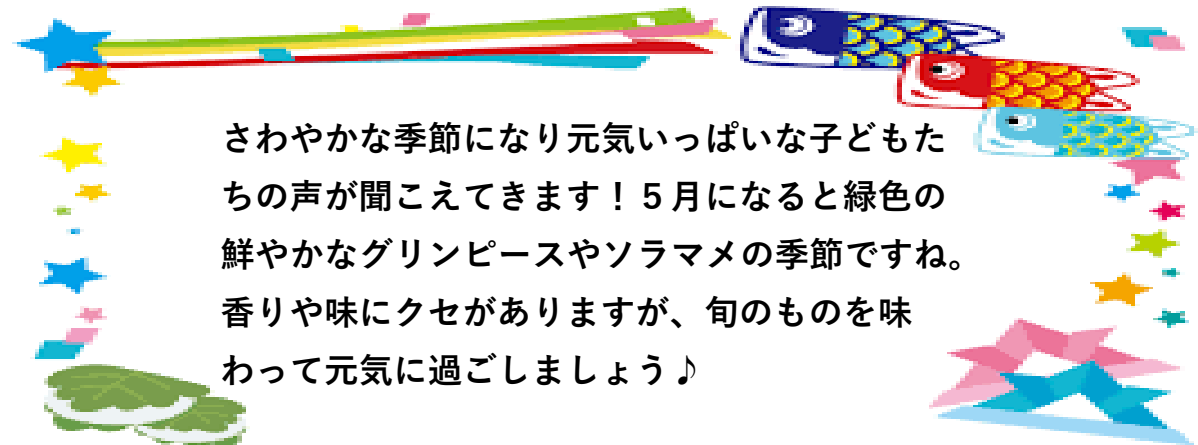 さわやかな季節になり元気いっぱいな子どもた
ちの声が聞こえてきます！５月になると緑色の
鮮やかなグリンピースやソラマメの季節ですね。
香りや味にクセがありますが、旬のものを味
わって元気に過ごしましょう♪